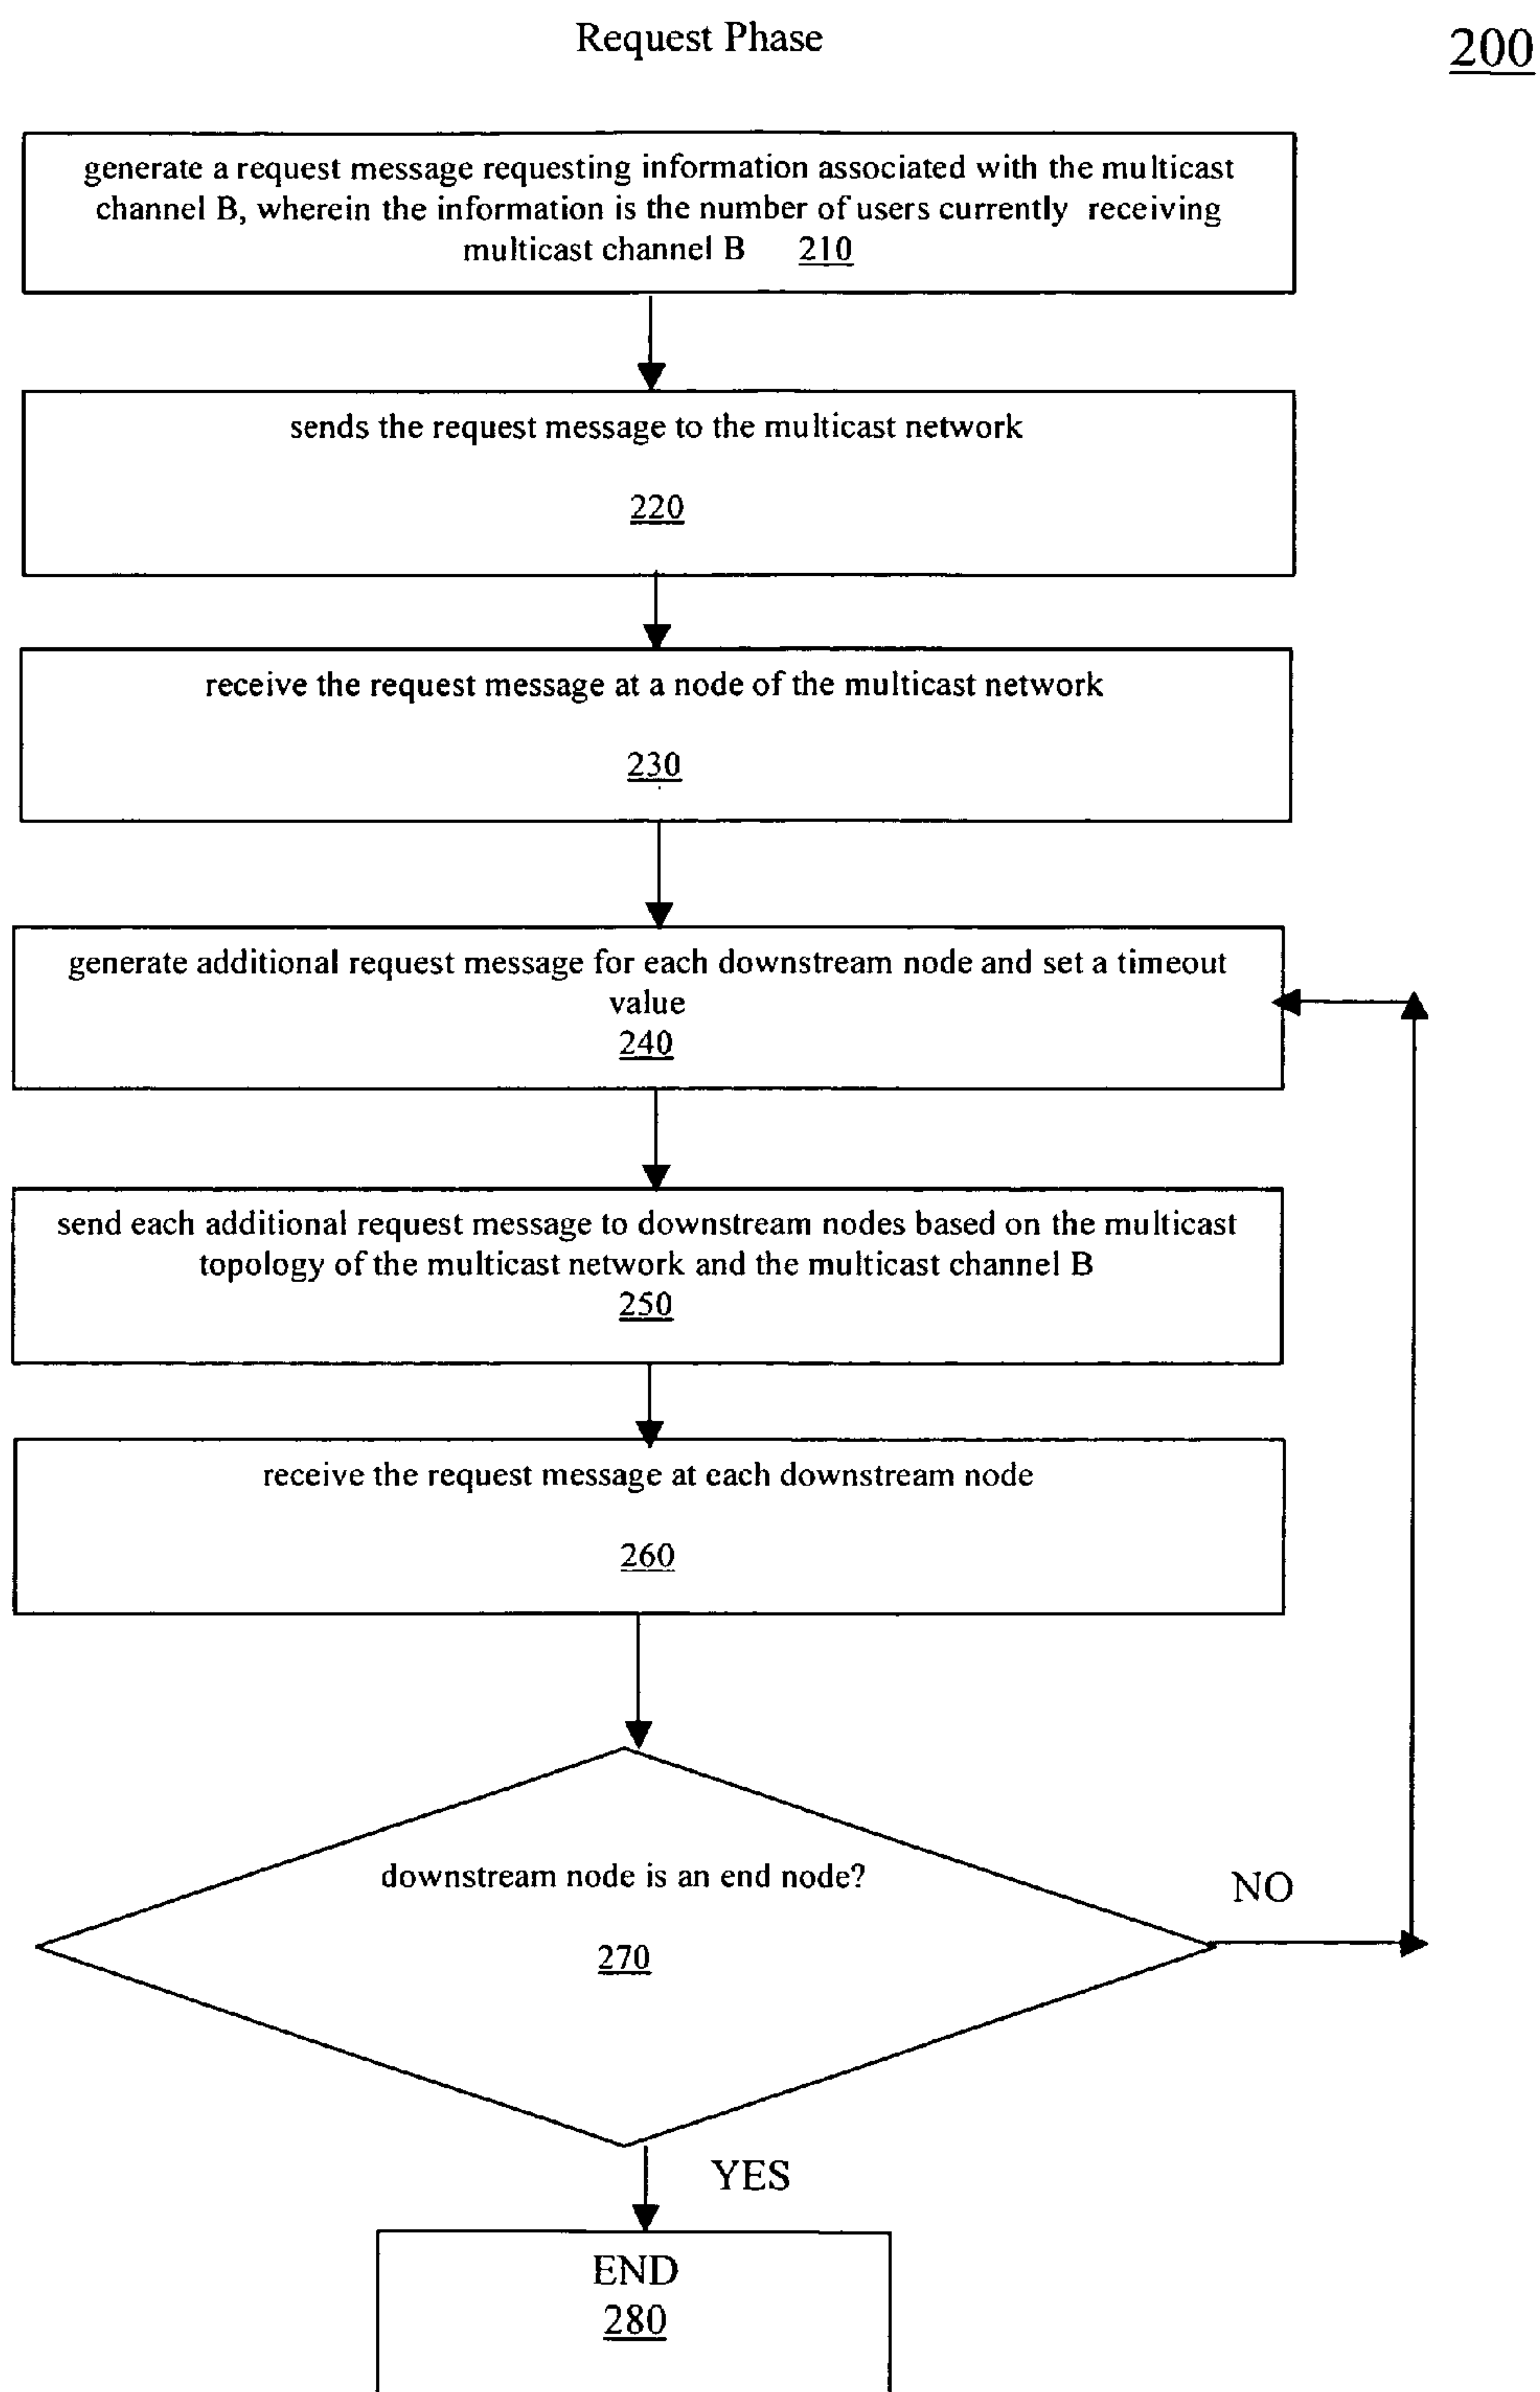 Request Phase
200
generate a request message requesting information associated with the multicast
channel B, wherein the information is the number of users currently receiving
multicast channel B 210
sends the request message to the multicast network
220
receive the request message at a node of the multicast network
230
generate additional request message for each downstream node and set a timeout
value
240
send each additional request message to downstream nodes based on the multicast
topology of the multicast network and the multicast channel B
250
receive the request message at each downstream node
260
downstream node is an end node?
270
NO
YES
END
280